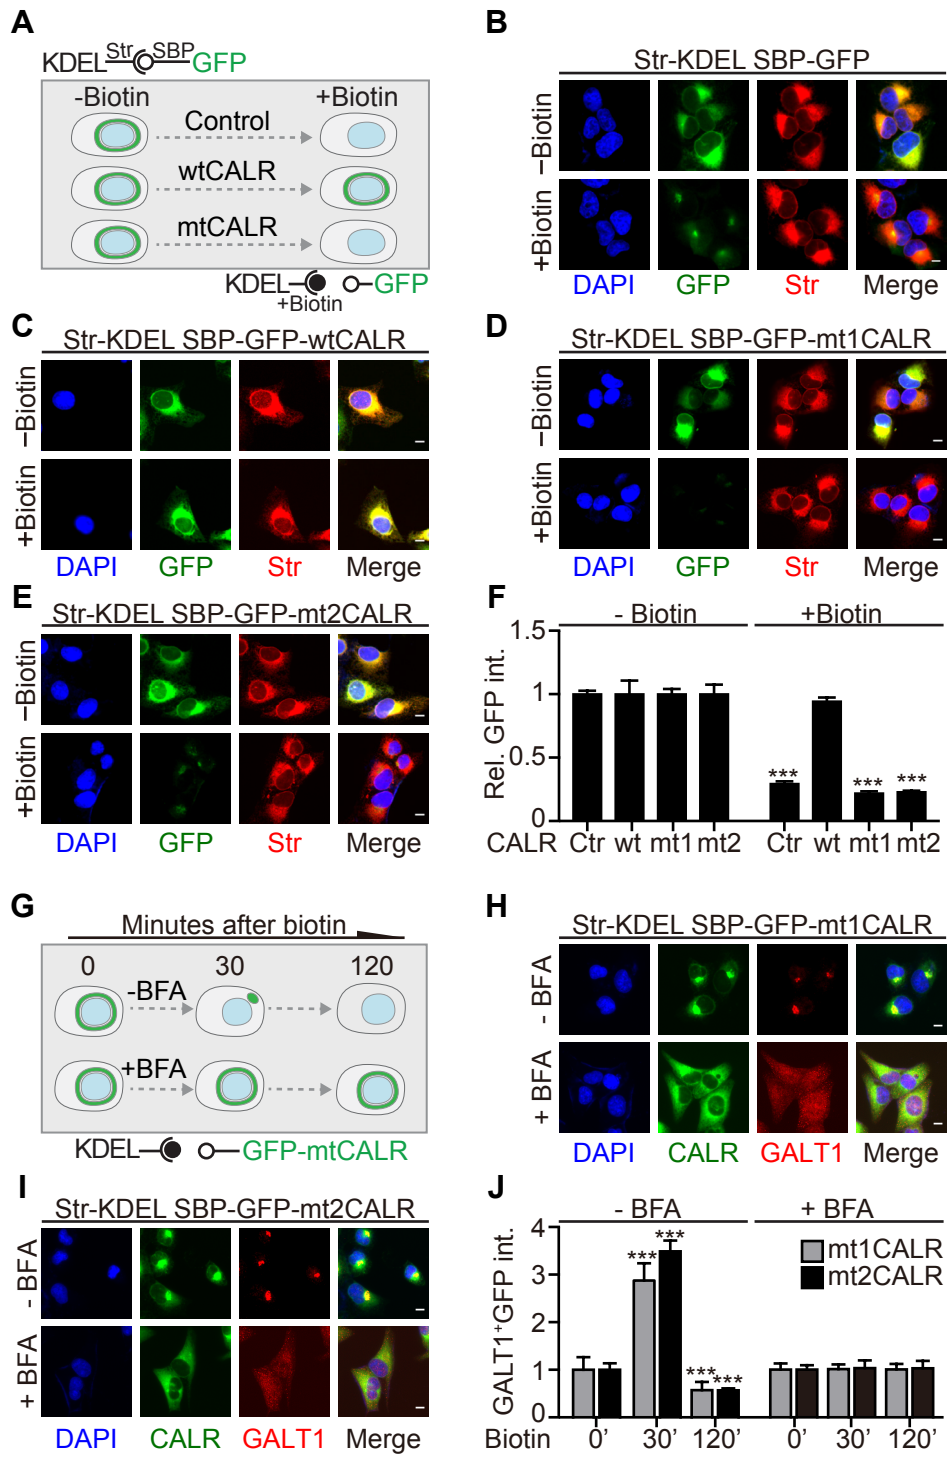 A
KDEL Str SBP GFP
-Biotin +Biotin
Control
wtCALR
mtCALR
KDEL GFP
+Biotin
B
Str-KDEL SBP-GFP
–Biotin
+Biotin
DAPI GFP Str Merge
C
Str-KDEL SBP-GFP-wtCALR
–Biotin
+Biotin
DAPI GFP Str Merge
D
Str-KDEL SBP-GFP-mt1CALR
–Biotin
+Biotin
DAPI GFP Str Merge
E
Str-KDEL SBP-GFP-mt2CALR
–Biotin
+Biotin
DAPI GFP Str Merge
F
- Biotin +Biotin
Rel. GFP int.
1.5
1
0.5
0
*** *** ***
CALR Ctr wt mt1 mt2 Ctr wt mt1 mt2
G
Minutes after biotin
0 30 120
-BFA
+BFA
KDEL GFP-mtCALR
H
Str-KDEL SBP-GFP-mt1CALR
- BFA
+ BFA
DAPI CALR GALT1 Merge
I
Str-KDEL SBP-GFP-mt2CALR
- BFA
+ BFA
DAPI CALR GALT1 Merge
J
- BFA + BFA
GALT1+GFP int.
4
3
2
1
0
*** ***
*** ***
mt1CALR
mt2CALR
Biotin 0' 30' 120' 0' 30' 120'